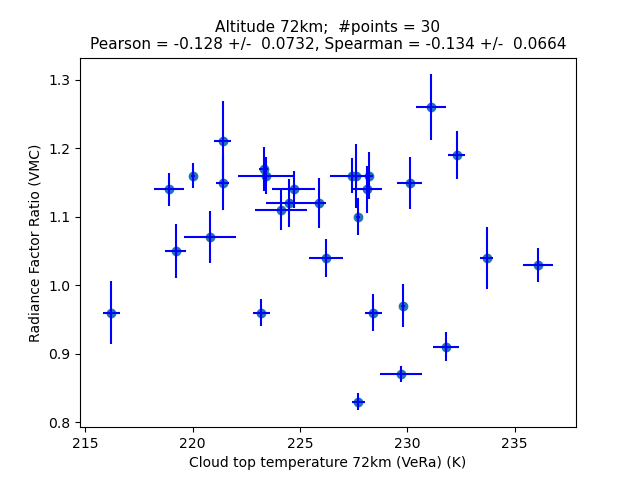 Altitude 72km;  #points = 30
Pearson = -0.128 +/-  0.0732, Spearman = -0.134 +/-  0.0664
Radiance Factor Ratio (VMC)
1.3
1.2
1.1
1.0
0.9
0.8
215 220 225 230 235
Cloud top temperature 72km (VeRa) (K)